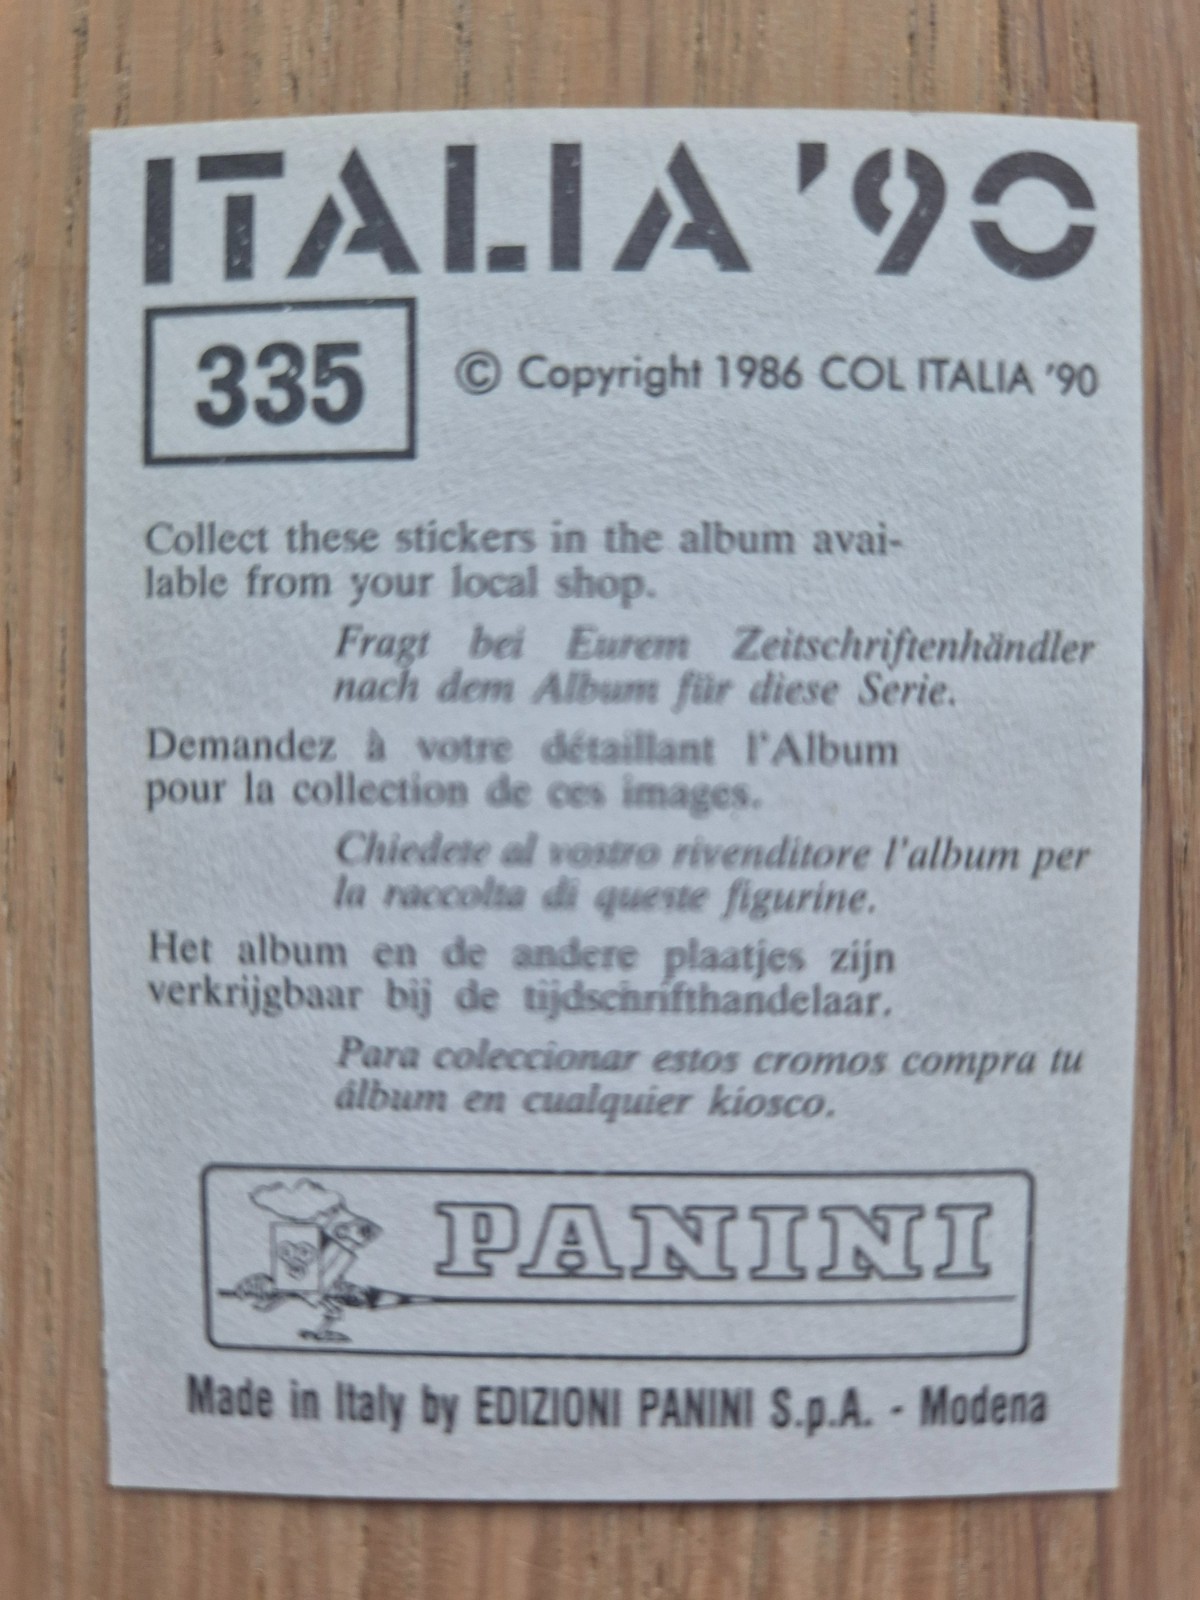 ITALIA '90
335
© Copyright 1986 COL ITALIA '90
Collect these stickers in the album avai-
lable from your local shop.
Fragt bei Eurem Zeitschriftenhändler
nach dem Album für diese Serie.
Demandez à votre détaillant l'Album
pour la collection de ces images.
Chiedete al vostro rivenditore l'album per
la raccolta di queste figurine.
Het album en de andere plaatjes zijn
verkrijgbaar bij de tijdschrifthandelaar.
Para coleccionar estos cromos compra tu
álbum en cualquier kiosco.
PANINI
Made in Italy by EDIZIONI PANINI S.p.A. - Modena